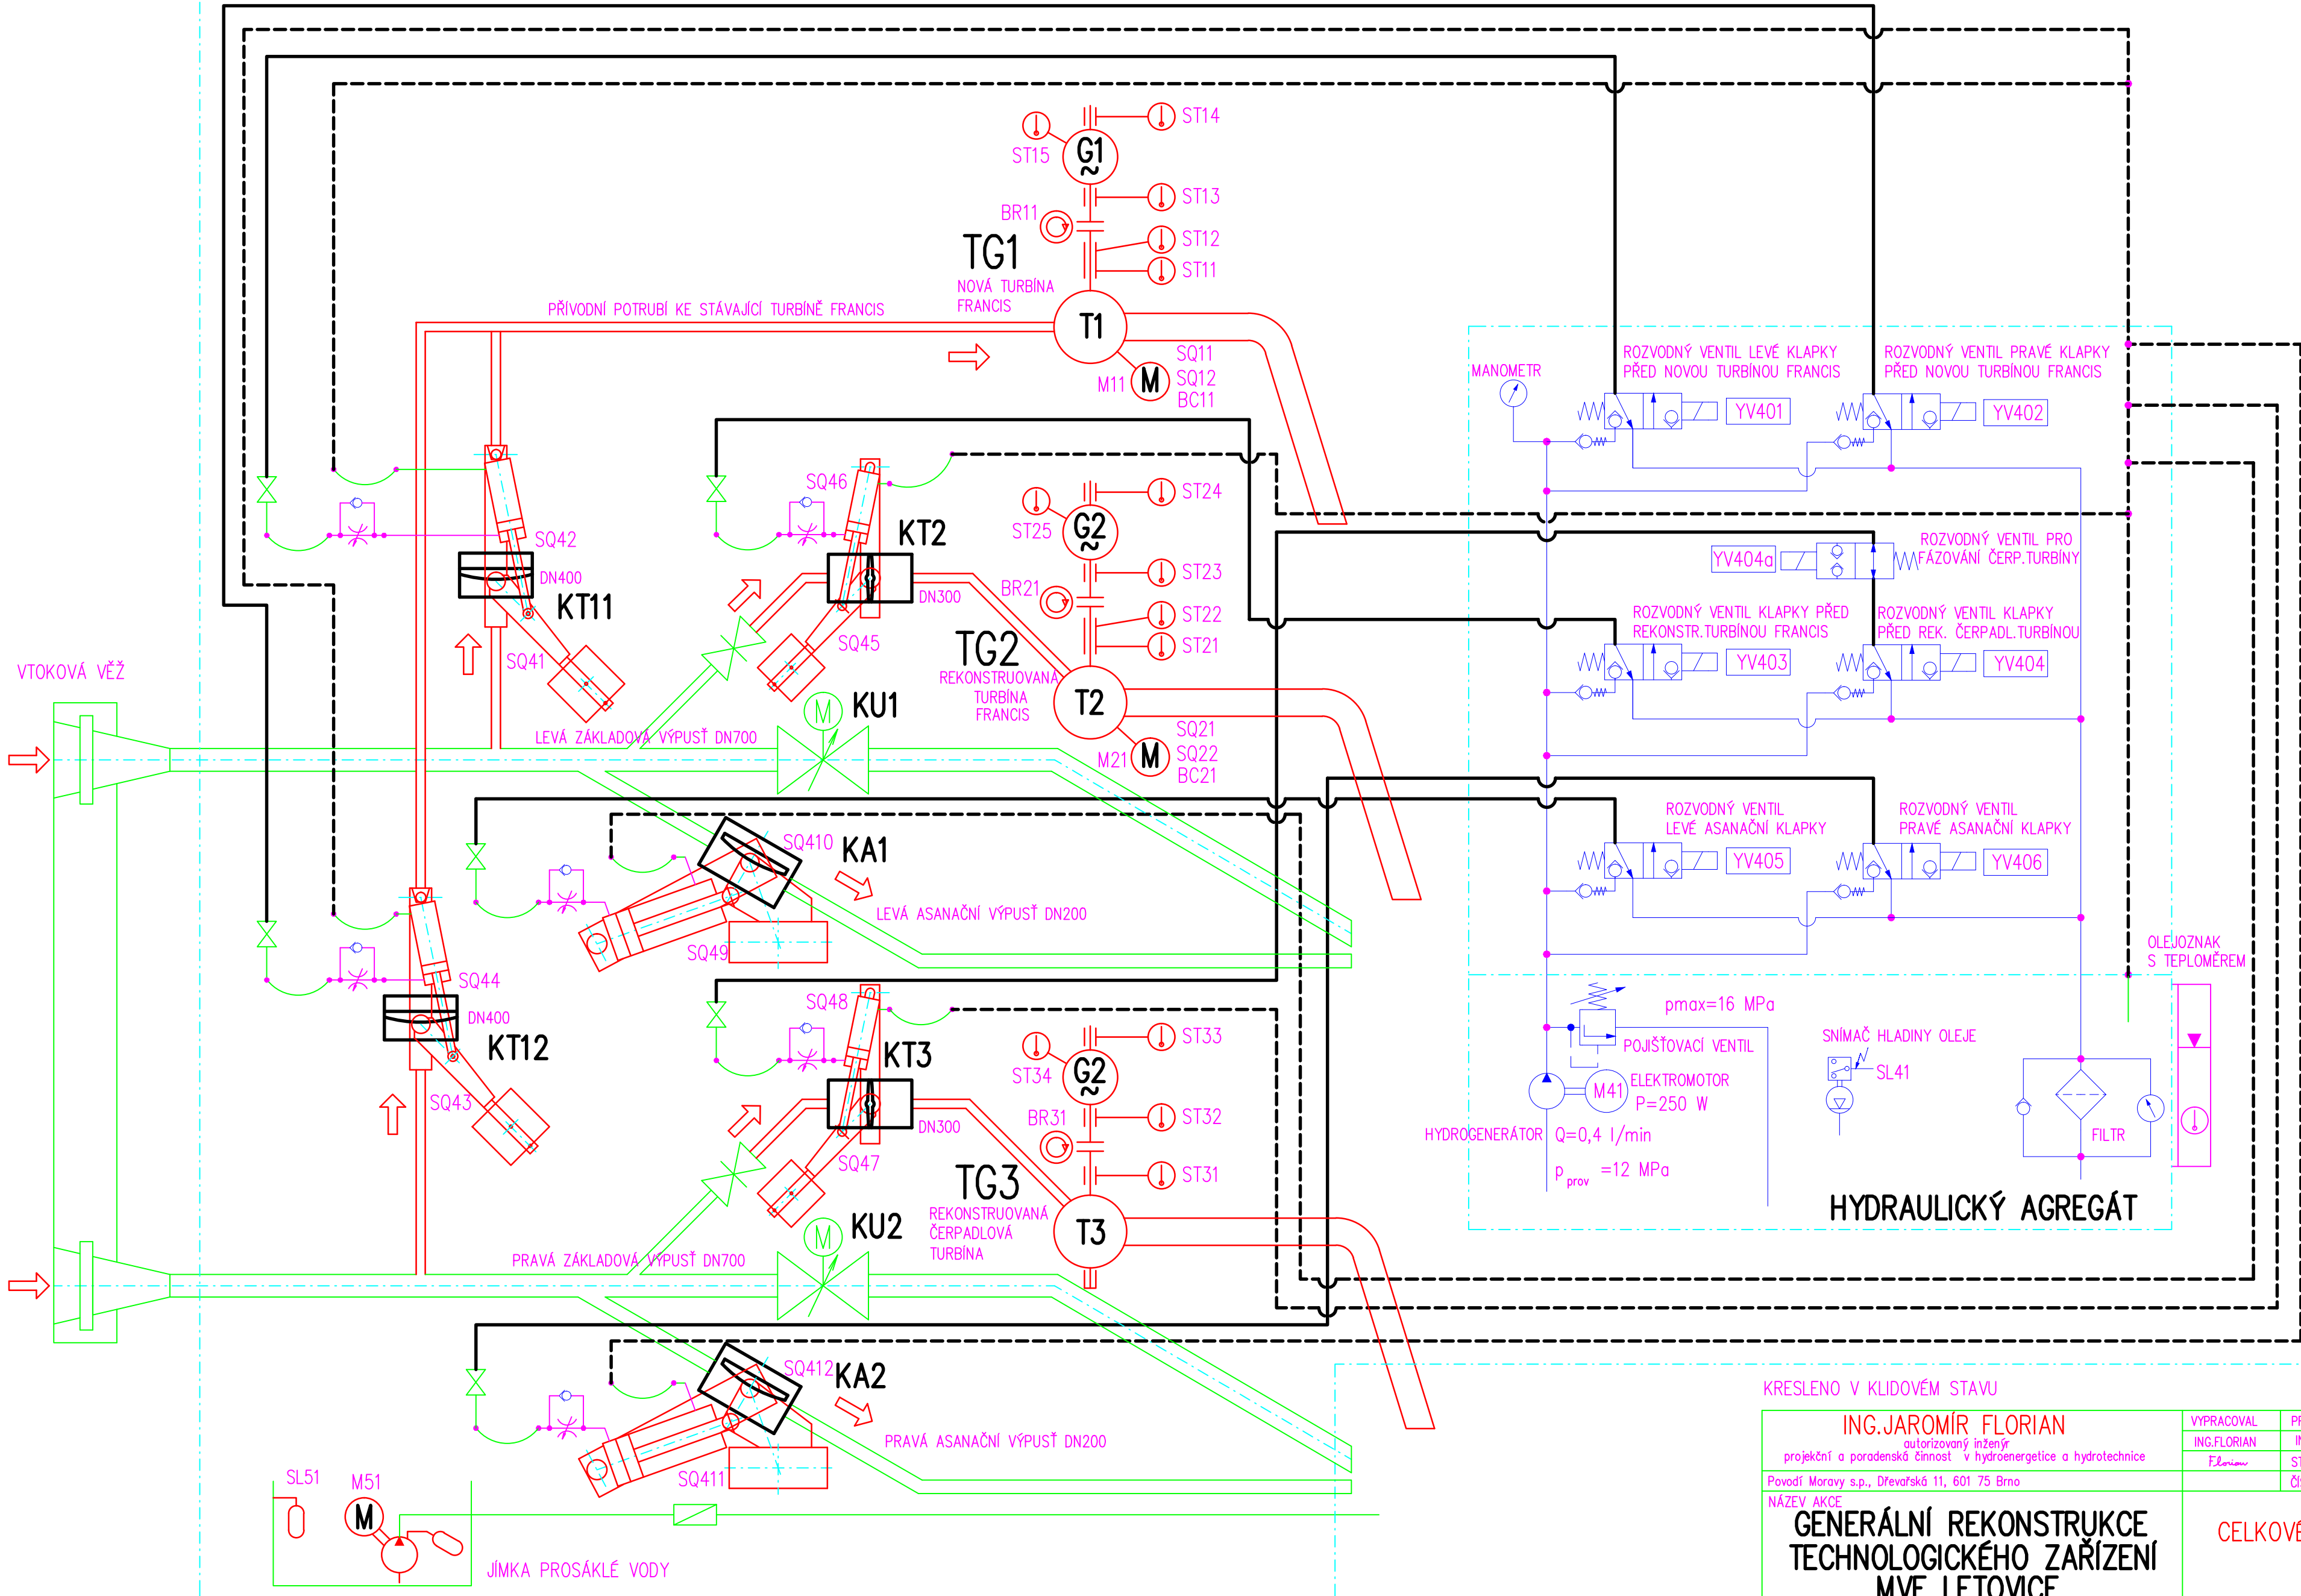 ST14
G1
~
ST15
ST13
BR11
ST12
TG1
ST11
NOVÁ TURBÍNA
FRANCIS
PŘÍVODNÍ POTRUBÍ KE STÁVAJÍCÍ TURBÍNĚ FRANCIS
T1
SQ11
SQ12
BC11
M11
M
MANOMETR
ROZVODNÝ VENTIL LEVÉ KLAPKY
PŘED NOVOU TURBÍNOU FRANCIS
YV401
ROZVODNÝ VENTIL PRAVÉ KLAPKY
PŘED NOVOU TURBÍNOU FRANCIS
YV402
SQ42
DN400
KT11
SQ41
SQ46
KT2
DN300
SQ45
ST24
G2
~
ST25
ST23
BR21
ST22
TG2
ST21
REKONSTRUOVANÁ
TURBÍNA
FRANCIS
T2
SQ21
SQ22
BC21
M21
M
YV404a
ROZVODNÝ VENTIL PRO
FÁZOVÁNÍ ČERP.TURBÍNY
ROZVODNÝ VENTIL KLAPKY PŘED
REKONSTR.TURBÍNOU FRANCIS
YV403
ROZVODNÝ VENTIL KLAPKY
PŘED REK. ČERPADL.TURBÍNOU
YV404
VTOKOVÁ VĚŽ
M
KU1
LEVÁ ZÁKLADOVÁ VÝPUSŤ DN700
SQ410
KA1
LEVÁ ASANAČNÍ VÝPUSŤ DN200
SQ49
ROZVODNÝ VENTIL
LEVÉ ASANAČNÍ KLAPKY
YV405
ROZVODNÝ VENTIL
PRAVÉ ASANAČNÍ KLAPKY
YV406
OLEJOZNAK
S TEPLOMĚREM
SQ44
DN400
KT12
SQ43
SQ48
KT3
DN300
SQ47
ST33
G2
~
ST34
BR31
ST32
TG3
ST31
REKONSTRUOVANÁ
ČERPADLOVÁ
TURBÍNA
T3
pmax=16 MPa
POJIŠŤOVACÍ VENTIL
M41
ELEKTROMOTOR
P=250 W
HYDROGENERÁTOR
Q=0,4 l/min
p prov =12 MPa
SNÍMAČ HLADINY OLEJE
SL41
FILTR
HYDRAULICKÝ AGREGÁT
M
KU2
PRAVÁ ZÁKLADOVÁ VÝPUSŤ DN700
SQ412
KA2
PRAVÁ ASANAČNÍ VÝPUSŤ DN200
SQ411
SL51
M51
M
JÍMKA PROSÁKLÉ VODY
KRESLENO V KLIDOVÉM STAVU
ING.JAROMÍR FLORIAN
autorizovaný inženýr
projekční a poradenská činnost v hydroenergetice a hydrotechnice
VYPRACOVAL
ING.FLORIAN
Florian
Povodí Moravy s.p., Dřevařská 11, 601 75 Brno
NÁZEV AKCE
GENERÁLNÍ REKONSTRUKCE
TECHNOLOGICKÉHO ZAŘÍZENÍ
MVE LETOVICE
CELKOVÉ